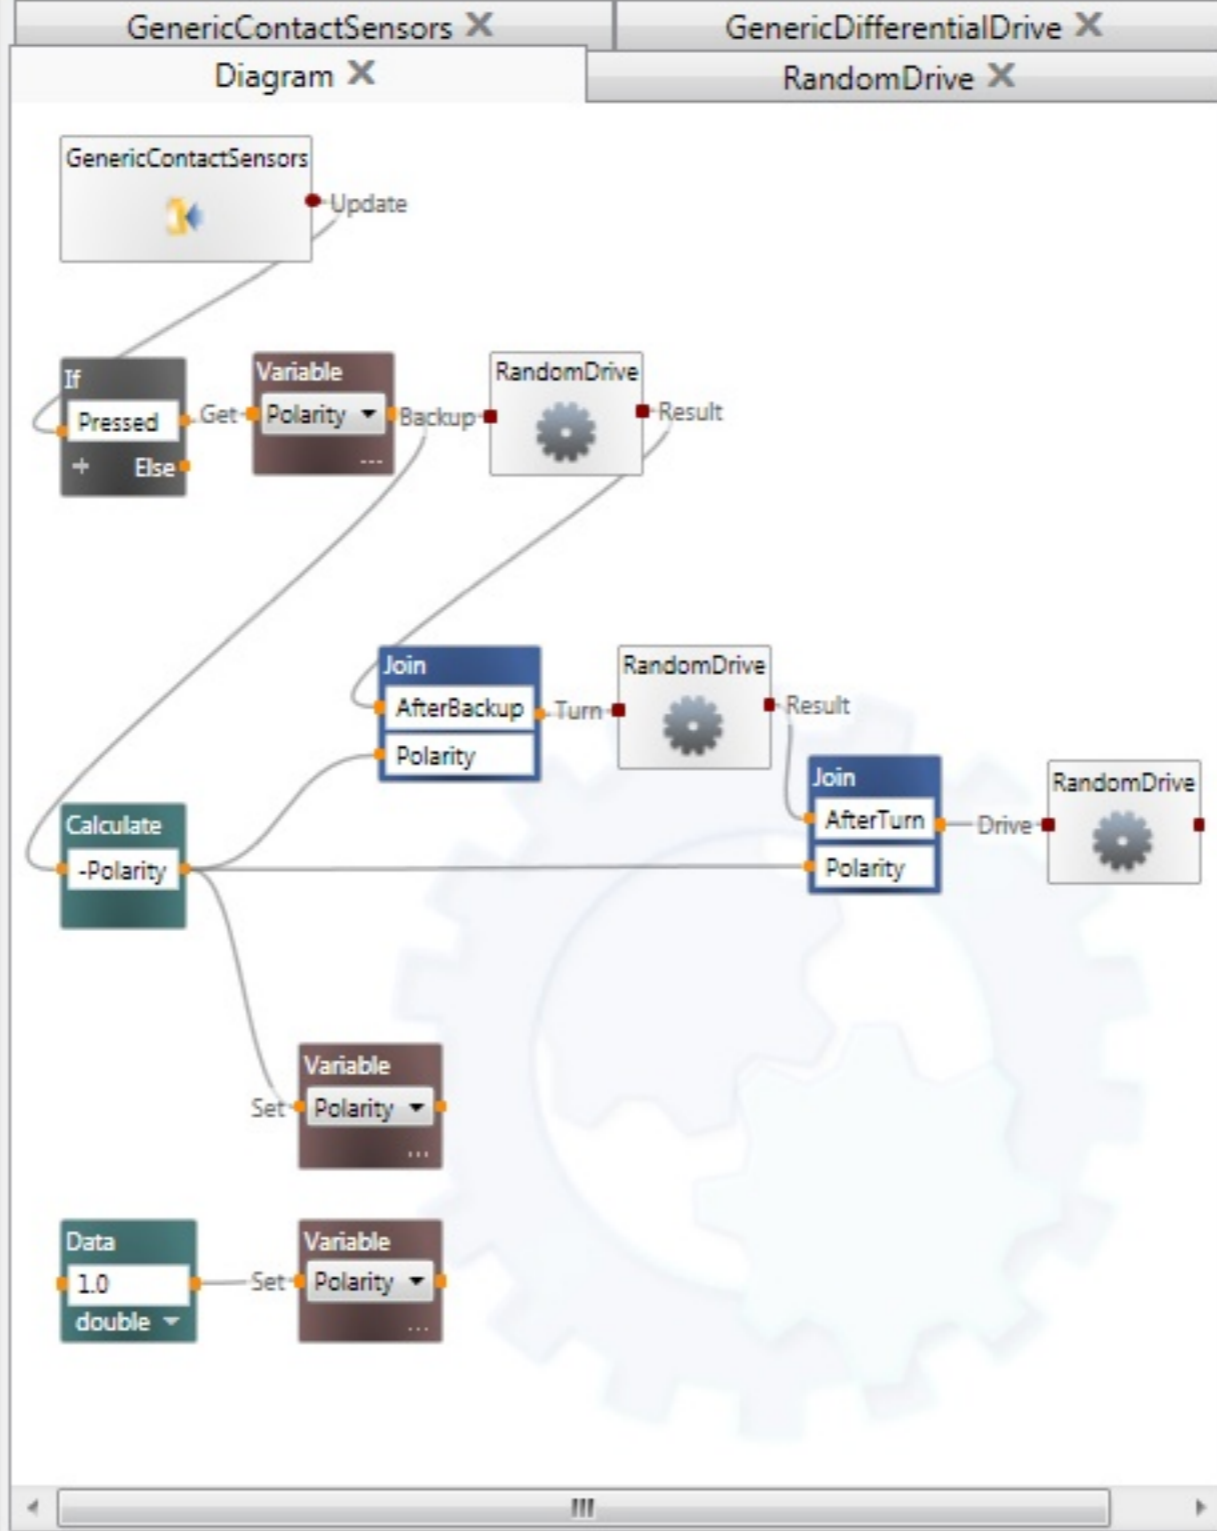 GenericContactSensors
GenericDifferentialDrive
Diagram
RandomDrive
GenericContactSensors
Update
If
Pressed
Else
Get
Variable
Polarity
...
Backup
RandomDrive
Result
Join
AfterBackup
Polarity
Turn
RandomDrive
Result
Join
AfterTurn
Polarity
Drive
RandomDrive
Calculate
-Polarity
Set
Variable
Polarity
...
Data
1.0
double
Set
Variable
Polarity
...